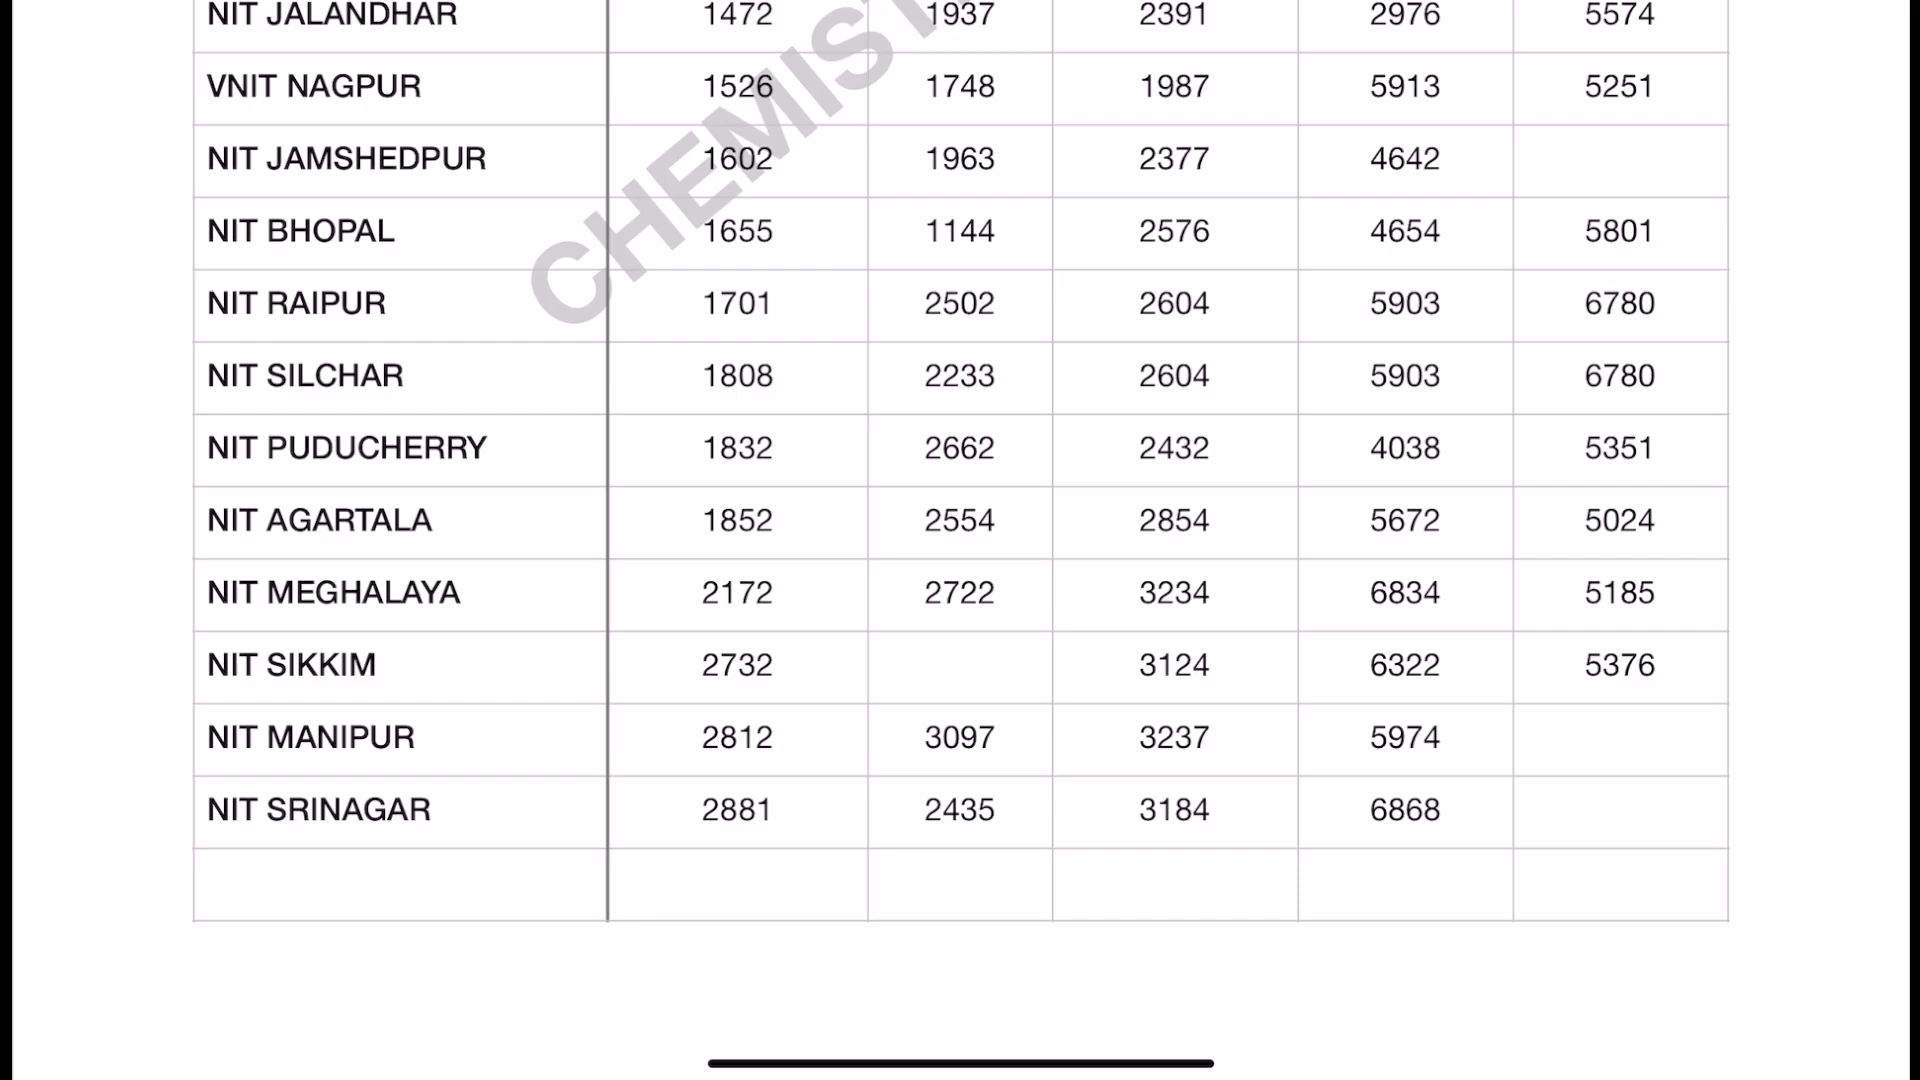 NIT JALANDHAR 1472 1937 2391 2976 5574
VNIT NAGPUR 1526 1748 1987 5913 5251
NIT JAMSHEDPUR 1602 1963 2377 4642
NIT BHOPAL 1655 1144 2576 4654 5801
NIT RAIPUR 1701 2502 2604 5903 6780
NIT SILCHAR 1808 2233 2604 5903 6780
NIT PUDUCHERRY 1832 2662 2432 4038 5351
NIT AGARTALA 1852 2554 2854 5672 5024
NIT MEGHALAYA 2172 2722 3234 6834 5185
NIT SIKKIM 2732 3124 6322 5376
NIT MANIPUR 2812 3097 3237 5974
NIT SRINAGAR 2881 2435 3184 6868